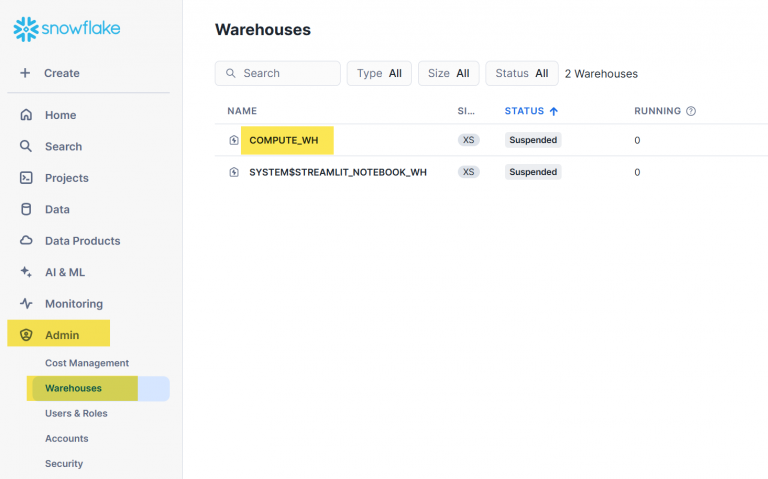 snowflake
Create
Home
Search
Projects
Data
Data Products
AI & ML
Monitoring
Admin
Cost Management
Warehouses
Users & Roles
Accounts
Security
Warehouses
Search Type All Size All Status All 2 Warehouses
NAME SI... STATUS RUNNING
COMPUTE_WH XS Suspended 0
SYSTEM$STREAMLIT_NOTEBOOK_WH XS Suspended 0